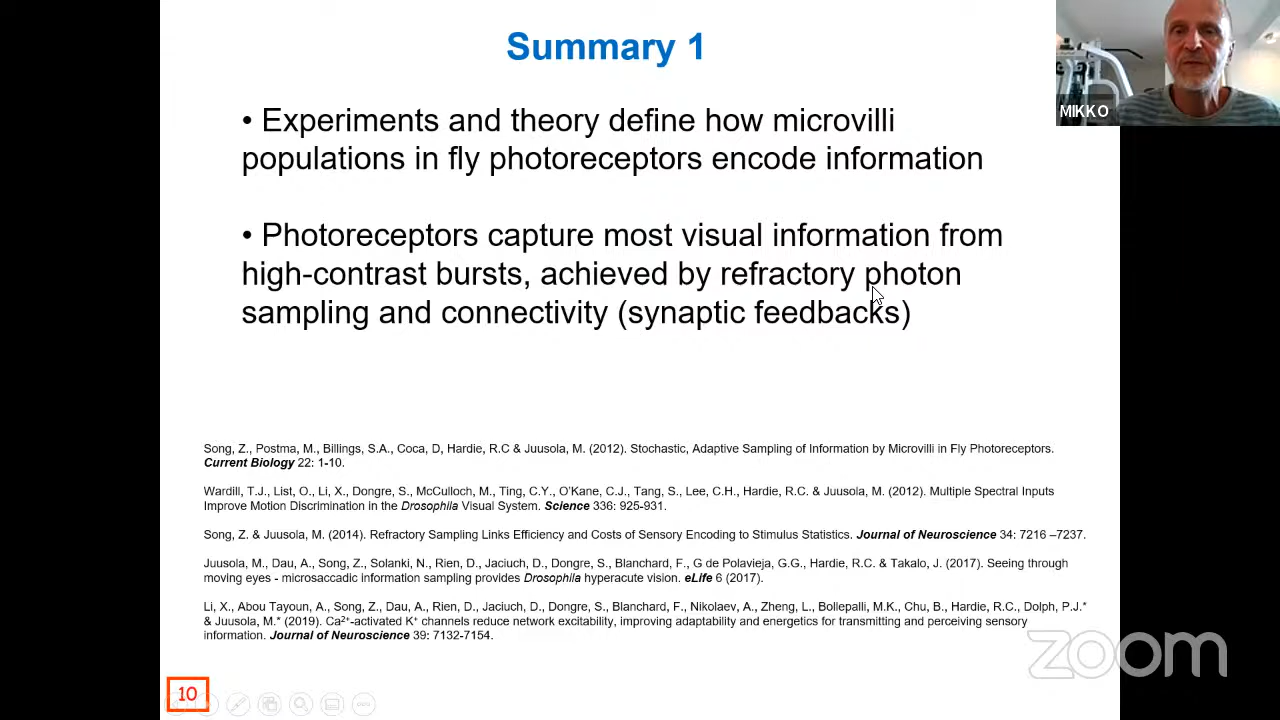 Summary 1
MIKKO
• Experiments and theory define how microvilli
populations in fly photoreceptors encode information
• Photoreceptors capture most visual information from
high-contrast bursts, achieved by refractory photon
sampling and connectivity (synaptic feedbacks)
Song, Z., Postma, M., Billings, S.A., Coca, D, Hardie, R.C & Juusola, M. (2012). Stochastic, Adaptive Sampling of Information by Microvilli in Fly Photoreceptors.
Current Biology 22: 1-10.
Wardill, T.J., List, O., Li, X., Dongre, S., McCulloch, M., Ting, C.Y., O'Kane, C.J., Tang, S., Lee, C.H., Hardie, R.C. & Juusola, M. (2012). Multiple Spectral Inputs
Improve Motion Discrimination in the Drosophila Visual System. Science 336: 925-931.
Song, Z. & Juusola, M. (2014). Refractory Sampling Links Efficiency and Costs of Sensory Encoding to Stimulus Statistics. Journal of Neuroscience 34: 7216 –7237.
Juusola, M., Dau, A., Song, Z., Solanki, N., Rien, D., Jaciuch, D., Dongre, S., Blanchard, F., G de Polavieja, G.G., Hardie, R.C. & Takalo, J. (2017). Seeing through
moving eyes - microsaccadic information sampling provides Drosophila hyperacute vision. eLife 6 (2017).
Li, X., Abou Tayoun, A., Song, Z., Dau, A., Rien, D., Jaciuch, D., Dongre, S., Blanchard, F., Nikolaev, A., Zheng, L., Bollepalli, M.K., Chu, B., Hardie, R.C., Dolph, P.J.*
& Juusola, M.* (2019). Ca²⁺-activated K⁺ channels reduce network excitability, improving adaptability and energetics for transmitting and perceiving sensory
information. Journal of Neuroscience 39: 7132-7154.
zoom
10